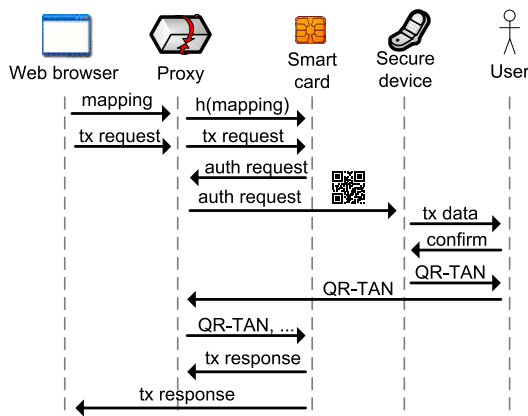 Web browser
Proxy
Smart
card
Secure
device
User
mapping
h(mapping)
tx request
tx request
auth request
auth request
tx data
confirm
QR-TAN
QR-TAN
QR-TAN, ...
tx response
tx response